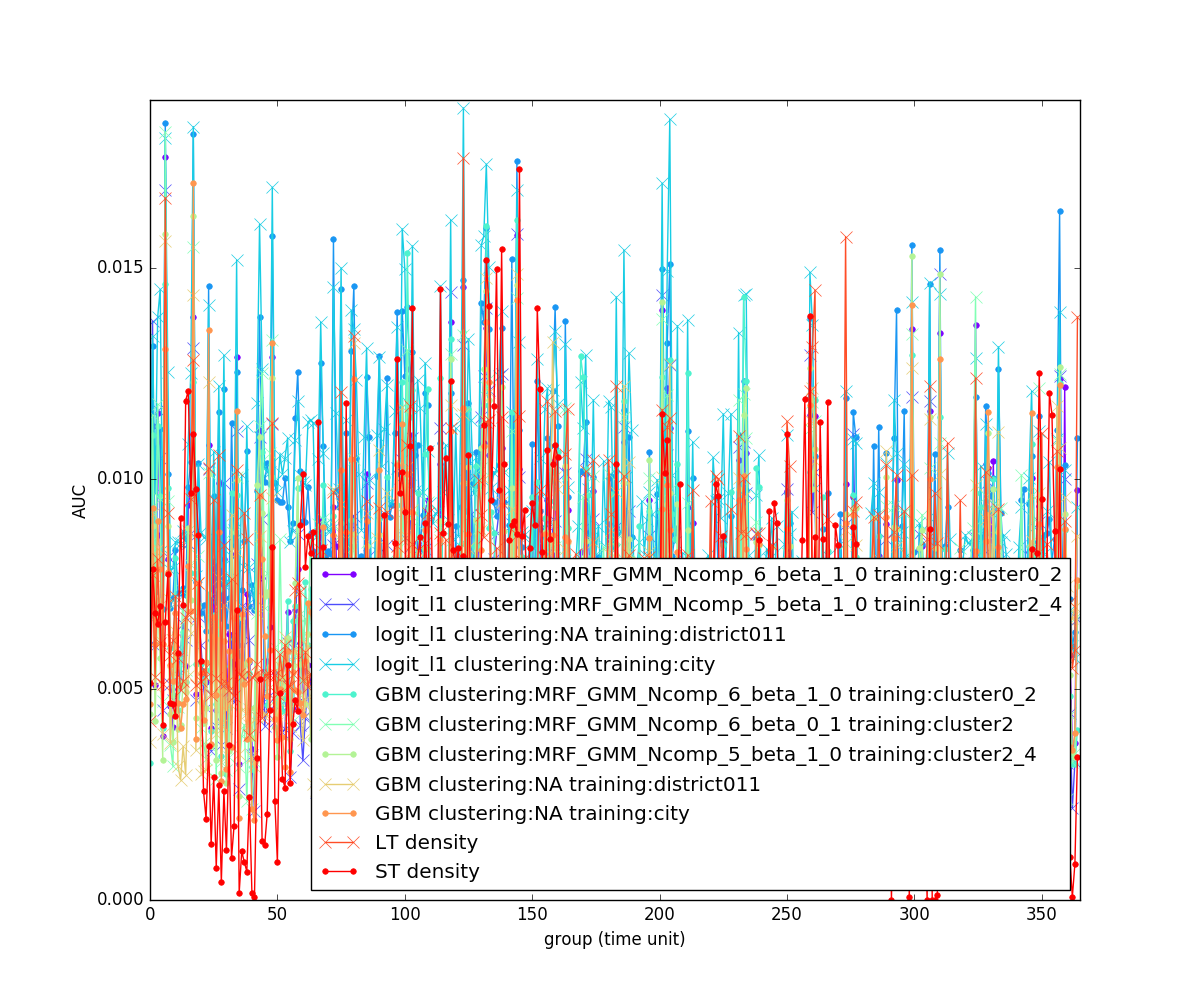 0.015
0.010
0.005
0.000
AUC
0
50
100
150
200
250
300
350
group (time unit)
logit_l1 clustering:MRF_GMM_Ncomp_6_beta_1_0 training:cluster0_2
logit_l1 clustering:MRF_GMM_Ncomp_5_beta_1_0 training:cluster2_4
logit_l1 clustering:NA training:district011
logit_l1 clustering:NA training:city
GBM clustering:MRF_GMM_Ncomp_6_beta_1_0 training:cluster0_2
GBM clustering:MRF_GMM_Ncomp_6_beta_0_1 training:cluster2
GBM clustering:MRF_GMM_Ncomp_5_beta_1_0 training:cluster2_4
GBM clustering:NA training:district011
GBM clustering:NA training:city
LT density
ST density